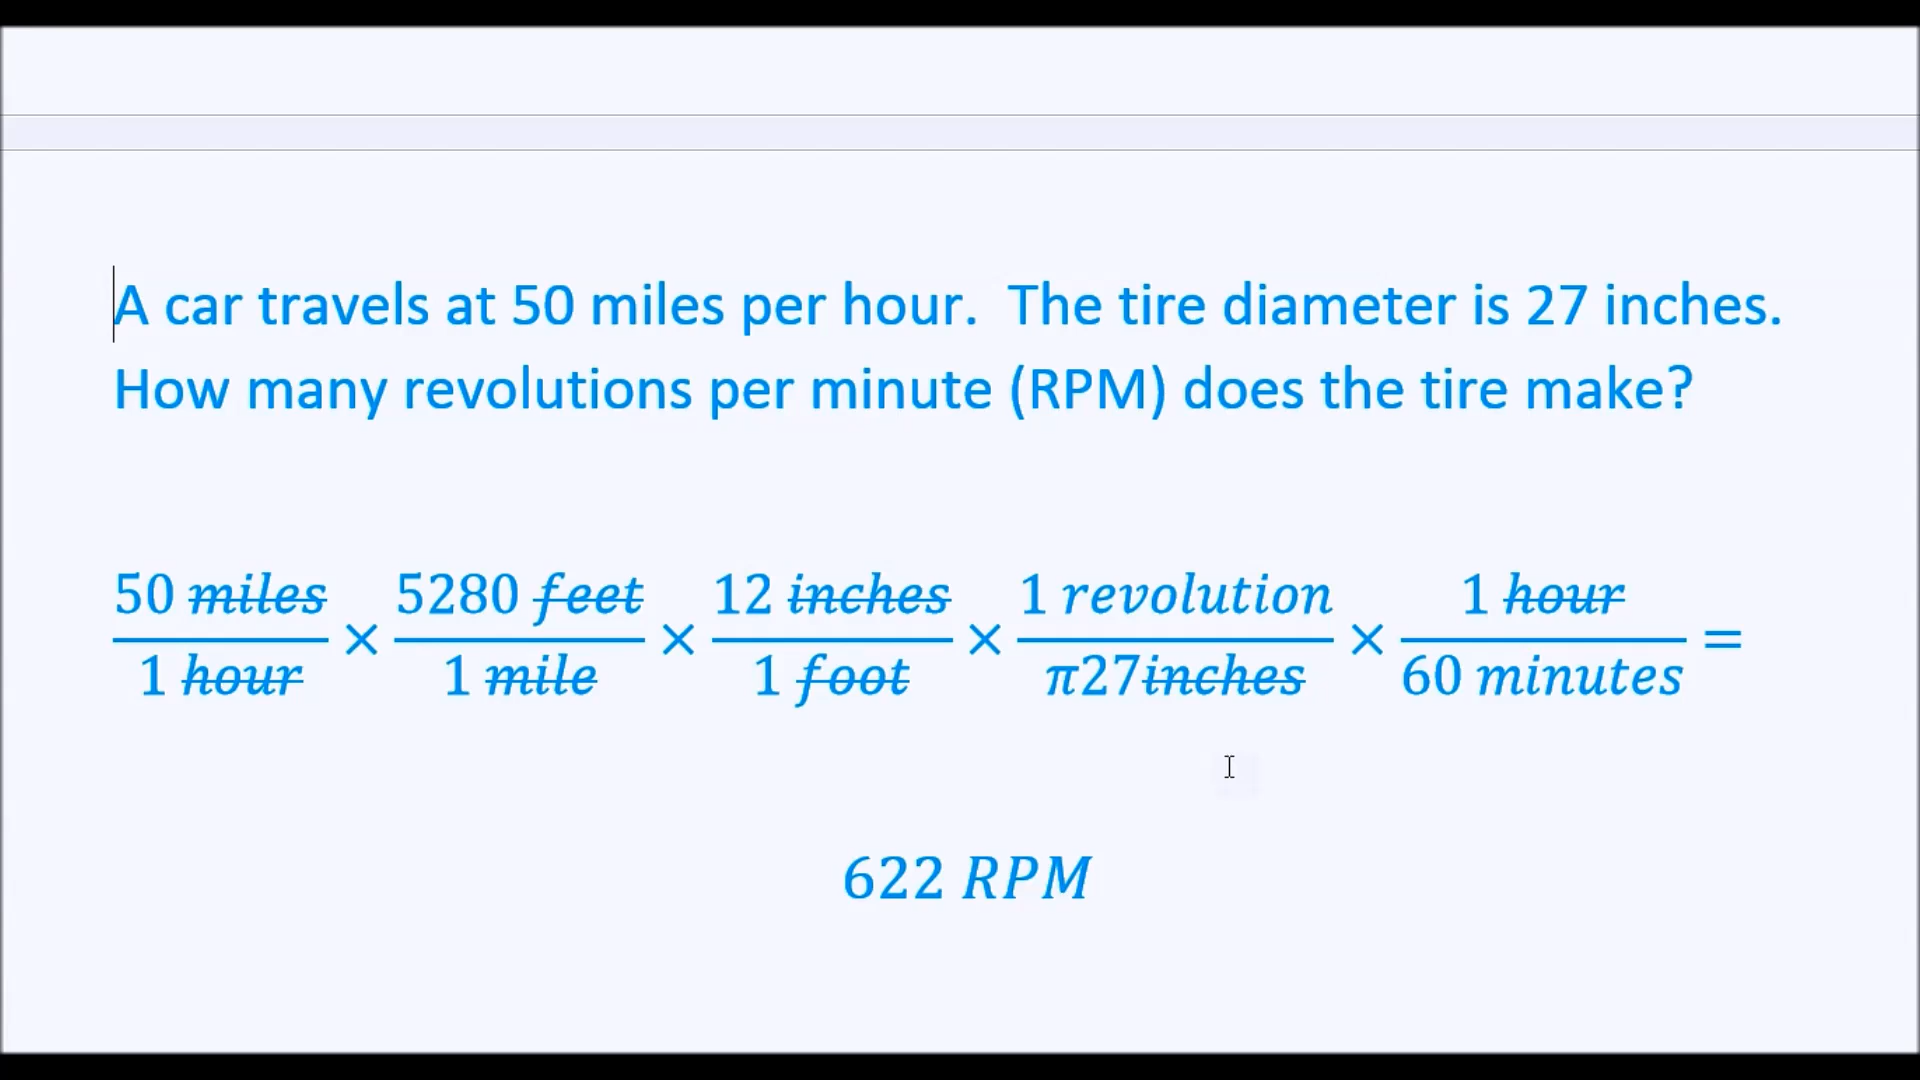 A car travels at 50 miles per hour.  The tire diameter is 27 inches.
How many revolutions per minute (RPM) does the tire make?
50 miles/1 hour × 5280 feet/1 mile × 12 inches/1 foot × 1 revolution/π27inches × 1 hour/60 minutes =
622 RPM